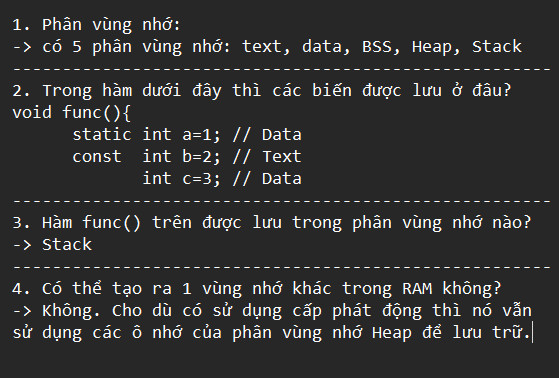 1. Phân vùng nhớ:
-> có 5 phân vùng nhớ: text, data, BSS, Heap, Stack
------------------------------------------------------
2. Trong hàm dưới đây thì các biến được lưu ở đâu?
void func(){
static int a=1; // Data
const int b=2; // Text
int c=3; // Data
------------------------------------------------------
3. Hàm func() trên được lưu trong phân vùng nhớ nào?
-> Stack
------------------------------------------------------
4. Có thể tạo ra 1 vùng nhớ khác trong RAM không?
-> Không. Cho dù có sử dụng cấp phát động thì nó vẫn
sử dụng các ô nhớ của phân vùng nhớ Heap để lưu trữ.